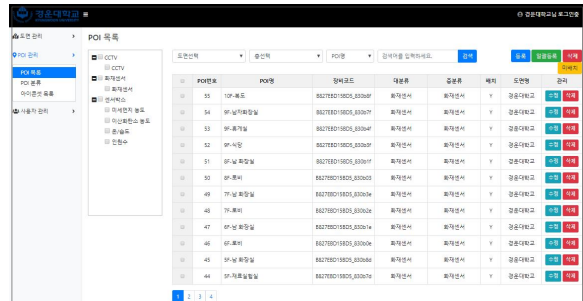 경운대학교
경운대학교님 로그인중
도면 관리
POI 관리
POI 목록
POI 분류
아이콘셋 목록
사용자 관리
POI 목록
CCTV
CCTV
화재센서
화재센서
센서박스
미세먼지 농도
이산화탄소 농도
온/습도
인원수
도면선택 층선택 POI명 검색어를 입력하세요. 검색 등록 일괄등록 삭제
미배치
POI번호 POI명 장비코드 대분류 중분류 배치 도면명 관리
55 10F-복도 B827EBD15BD5_830b6f 화재센서 화재센서 Y 경운대학교 수정 삭제
54 9F-남자화장실 B827EBD15BD5_830b7f 화재센서 화재센서 Y 경운대학교 수정 삭제
53 9F-휴게실 B827EBD15BD5_830b4f 화재센서 화재센서 Y 경운대학교 수정 삭제
52 9F-식당 B827EBD15BD5_830b5f 화재센서 화재센서 Y 경운대학교 수정 삭제
51 8F-남 화장실 B827EBD15BD5_830b1f 화재센서 화재센서 Y 경운대학교 수정 삭제
50 8F-로비 B827EBD15BD5_830b03 화재센서 화재센서 Y 경운대학교 수정 삭제
49 7F-남 화장실 B827EBD15BD5_830b3e 화재센서 화재센서 Y 경운대학교 수정 삭제
48 7F-로비 B827EBD15BD5_830b2e 화재센서 화재센서 Y 경운대학교 수정 삭제
47 6F-남 화장실 B827EBD15BD5_830b1e 화재센서 화재센서 Y 경운대학교 수정 삭제
46 6F-로비 B827EBD15BD5_830b0e 화재센서 화재센서 Y 경운대학교 수정 삭제
45 5F-남 화장실 B827EBD15BD5_830b8d 화재센서 화재센서 Y 경운대학교 수정 삭제
44 5F-재료실험실 B827EBD15BD5_830b7d 화재센서 화재센서 Y 경운대학교 수정 삭제
1 2 3 4